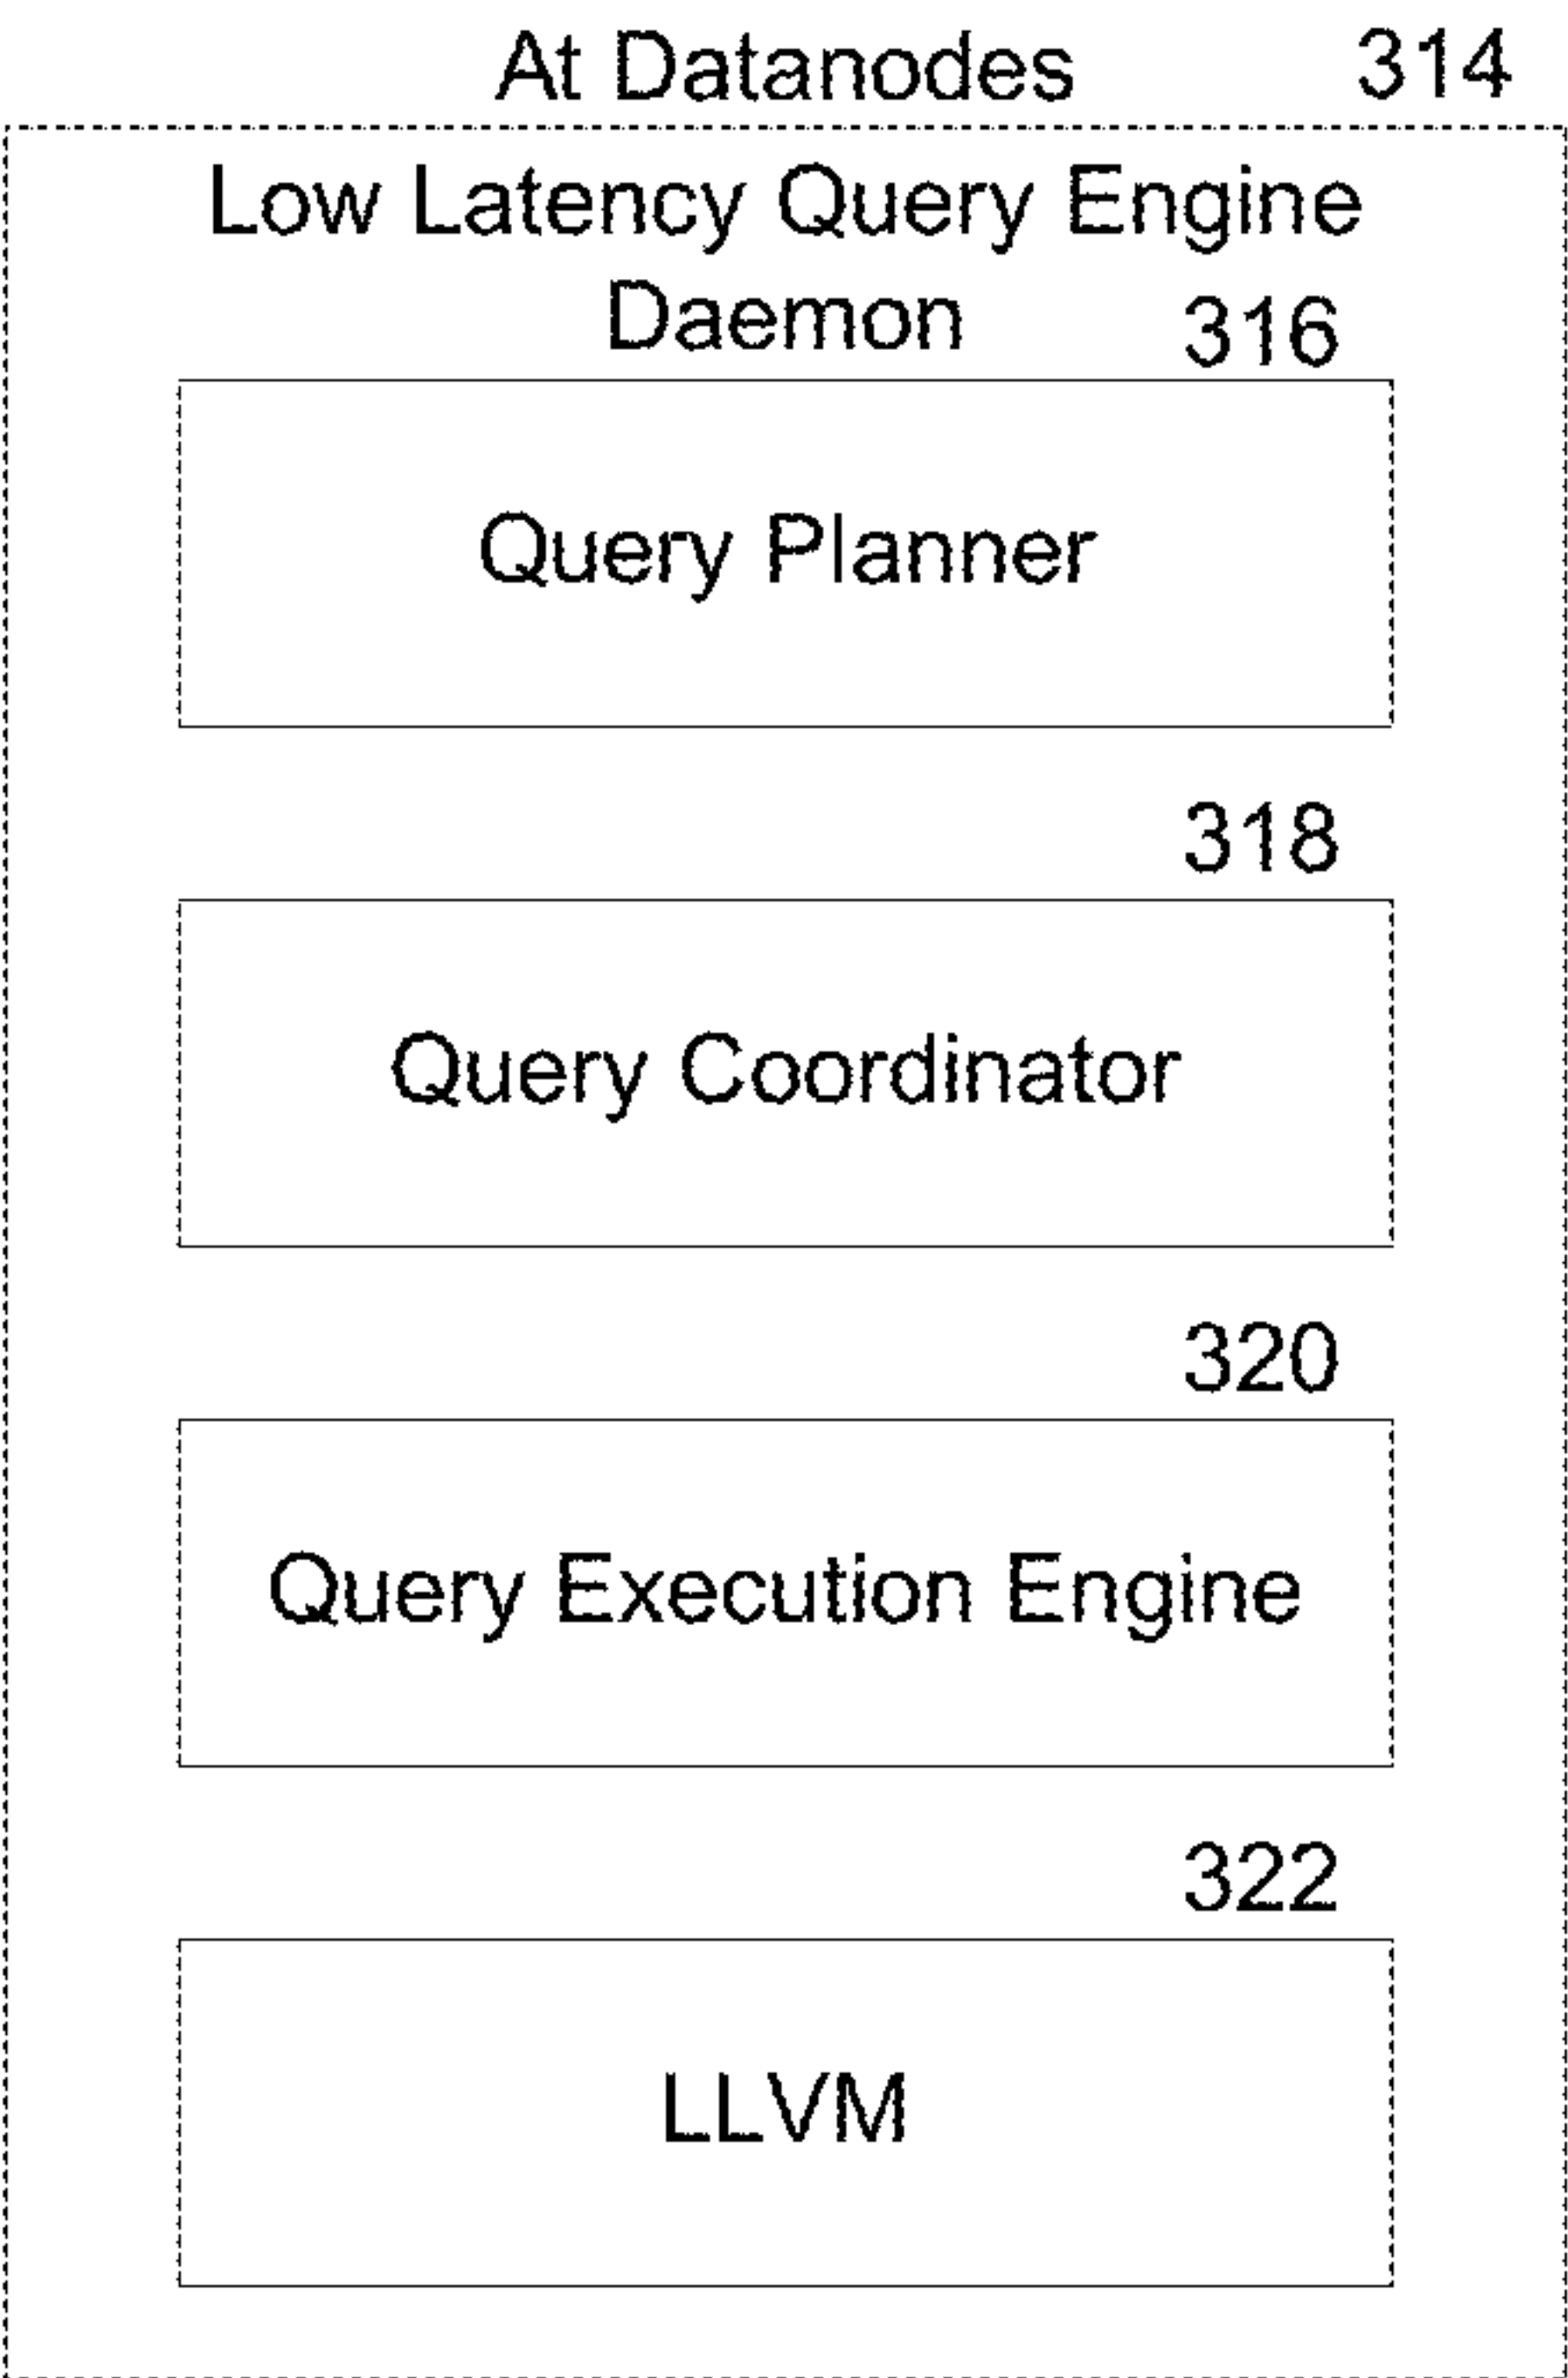 At Datanodes 314
Low Latency Query Engine
Daemon 316
Query Planner
318
Query Coordinator
320
Query Execution Engine
322
LLVM